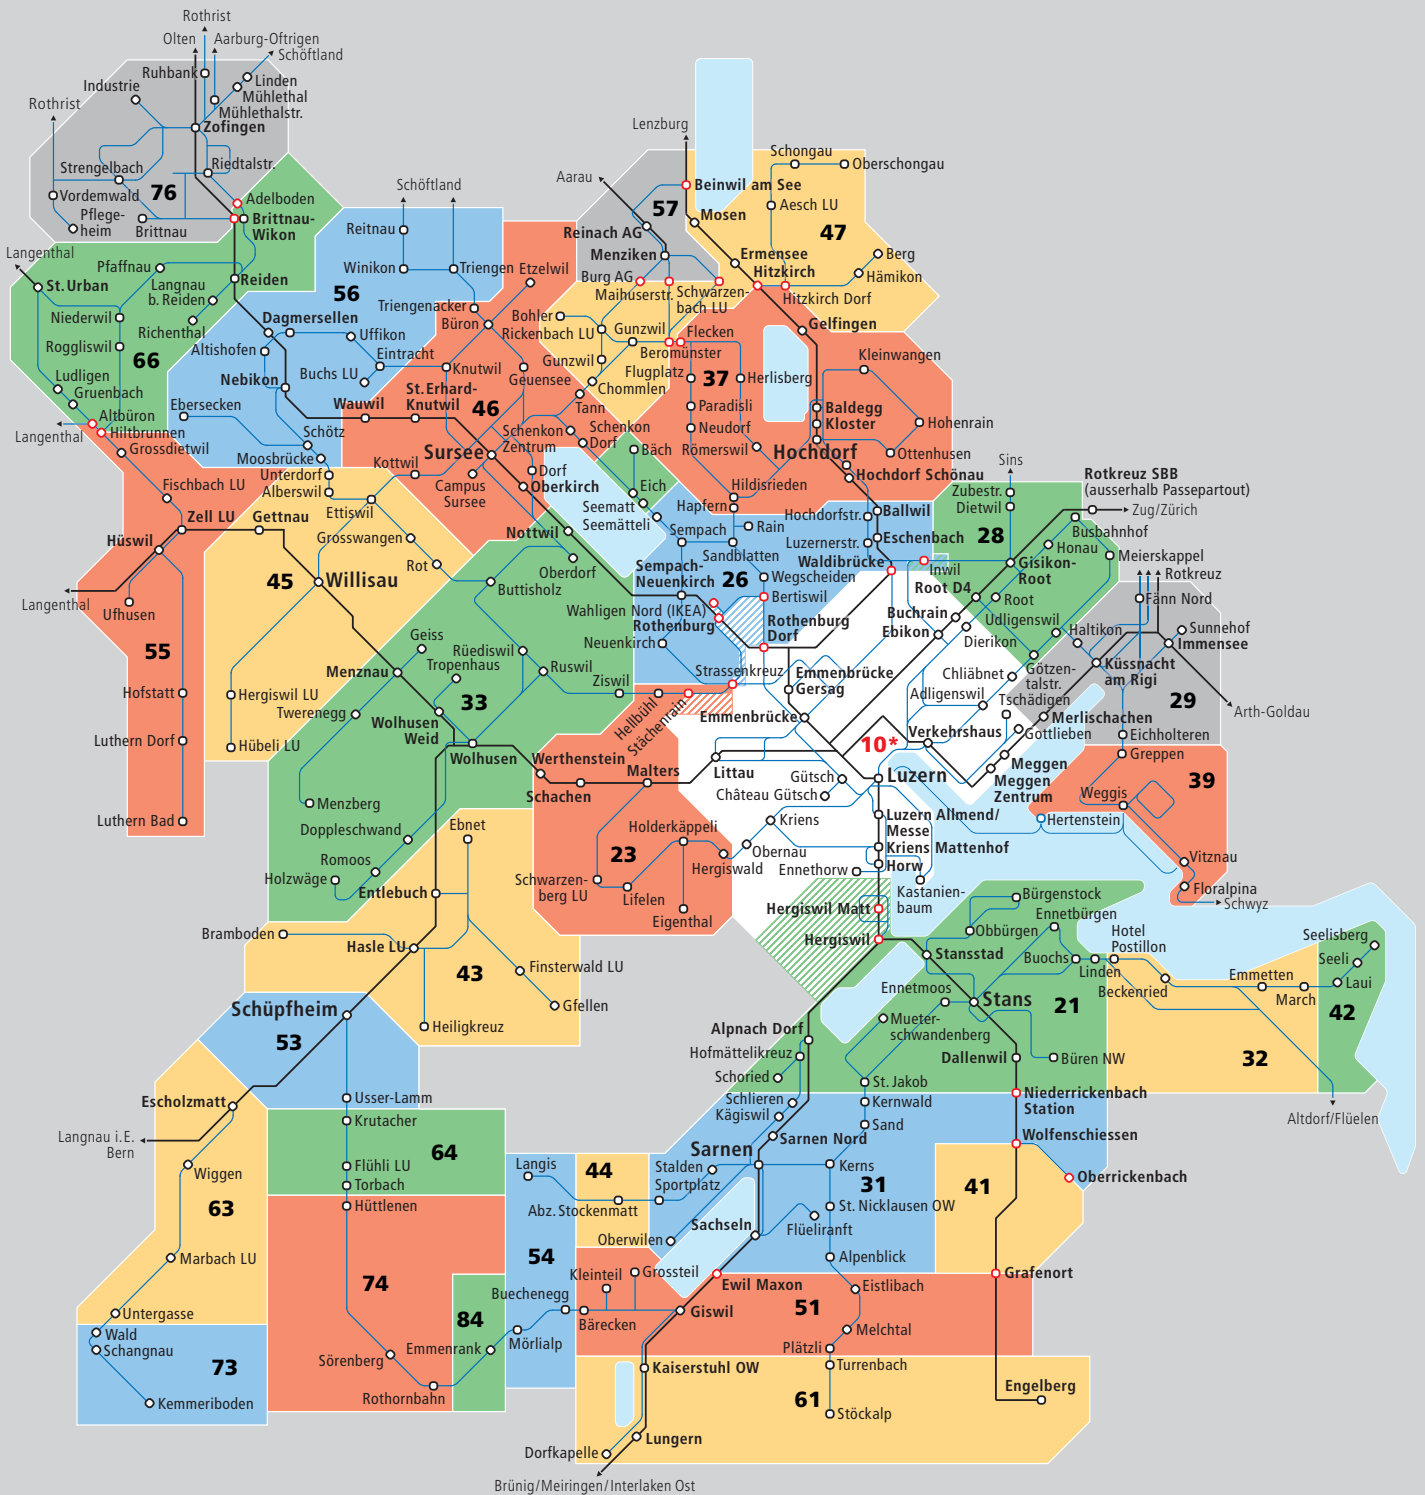 Rothrist
Olten
Aarburg-Oftrigen
Schöftland
Ruhbank
Linden
Industrie
Mühlethal
Mühlethalstr.
Rothrist
Zofingen
Strengelbach
Riedtalstr.
76
Vordemwald
Adelboden
Pflege-
heim
Brittnau
Brittnau-
Wikon
Langenthal
Pfaffnau
St. Urban
Reiden
Langnau
b. Reiden
Niederwil
Richenthal
Roggliswil
66
Ludligen
Gruenbach
Altbüron
Hiltbrunnen
Langenthal
Grossdietwil
Schöftland
Reitnau
Winikon
Triengen
56
Triengenacker
Dagmersellen
Uffikon
Altishofen
Eintracht
Nebikon
Buchs LU
Ebersecken
Wauwil
Schötz
Moosbrücke
Etzelwil
Büron
Knutwil
Geuensee
St. Erhard-
Knutwil
46
Tann
Schenkon
Zentrum
Schenkon
Dorf
Sursee
Kottwil
Campus
Sursee
Dorf
Oberkirch
Bäch
Eich
Seematt
Seemätteli
Nottwil
Lenzburg
Aarau
57
Beinwil am See
Mosen
Reinach AG
Menziken
Burg AG
Maihuserstr.
Schwarzen-
bach LU
Bohler
Rickenbach LU
Gunzwil
Gunzwil
Flecken
Beromünster
Chommlen
Schongau
Oberschongau
Aesch LU
47
Ermensee
Berg
Hitzkirch
Hämikon
Hitzkirch Dorf
Gelfingen
Kleinwangen
Flugplatz
37
Herlisberg
Paradisli
Neudorf
Römerswil
Baldegg
Kloster
Hohenrain
Hochdorf
Ottenhusen
Hochdorf Schönau
Hildisrieden
Hapfern
Unterdorf
Alberswil
Fischbach LU
Ettiswil
Zell LU
Gettnau
Grosswangen
Hüswil
Rot
45
Willisau
Langenthal
Ufhusen
55
Hofstatt
Luthern Dorf
Luthern Bad
Hergiswil LU
Hübeli LU
Oberdorf
Buttisholz
Geiss
Tropenhaus
Rüediswil
Ruswil
Menznau
Ziswil
33
Twerenegg
Wolhusen
Weid
Wolhusen
Menzberg
Doppleschwand
Romoos
Holzwäge
Sempach
Rain
Sandblatten
Hochdorfstr.
Ballwil
Luzernerstr.
Eschenbach
Waldibrücke
Sempach-
Neuenkirch
26
Wegscheiden
Bertiswil
Wahligen Nord (IKEA)
Rothenburg
Rothenburg
Dorf
Neuenkirch
Strassenkreuz
Hellbühl
Stächenrain
Sins
Zubestr.
Dietwil
28
Rotkreuz SBB
(ausserhalb Passepartout)
Zug/Zürich
Busbahnhof
Honau
Meierskappel
Gisikon-
Root
Inwil
Root D4
Root
Rotkreuz
Fänn Nord
Udligenswil
Haltikon
Sunnehof
Immensee
Küssnacht
am Rigi
29
Arth-Goldau
Götzen-
talstr.
Merlischachen
Eichholteren
Buchrain
Ebikon
Dierikon
Chliäbnet
Adligenswil
Tschädigen
Gottlieben
Emmenbrücke
Gersag
Emmenbrücke
10*
Verkehrshaus
Meggen
Meggen
Zentrum
Littau
Gütsch
Luzern
Château Gütsch
Kriens
Luzern Allmend/
Messe
Kriens Mattenhof
Obernau
Ennethorw
Horw
Kastanien-
baum
Hergiswil Matt
Hergiswil
Greppen
39
Weggis
Hertenstein
Vitznau
Floralpina
Schwyz
Werthenstein
Malters
Schachen
Holderkäppeli
23
Hergiswald
Schwarzen-
berg LU
Lifelen
Eigenthal
Ebnet
Entlebuch
Bramboden
Hasle LU
43
Finsterwald LU
Gfellen
Heiligkreuz
Schüpfheim
53
Escholzmatt
Usser-Lamm
Langnau i.E.
Bern
Krutacher
64
Flühli LU
Torbach
Wiggen
63
Hüttlenen
Marbach LU
74
Untergasse
Wald
Schangnau
73
Kemmeriboden
Sörenberg
Rothornbahn
84
Emmenrank
Langis
54
Buechenegg
Mörlialp
44
Abz. Stockenmatt
Bürgenstock
Ennetbürgen
Hotel
Postillon
Obbürgen
Stansstad
Buochs
Linden
Beckenried
Emmetten
March
Seelisberg
Seeli
Laui
42
Ennetmoos
Stans
21
Mueter-
schwandenberg
Alpnach Dorf
Dallenwil
Büren NW
32
Hofmättelikreuz
Schoried
St. Jakob
Niederrickenbach
Station
Altdorf/Flüelen
Schlieren
Kägiswil
Kernwald
Sand
Sarnen Nord
Wolfenschiessen
Sarnen
Stalden
Sportplatz
Kerns
31
Oberrickenbach
41
St. Nicklausen OW
Flüeliranft
Sachseln
Oberwilen
Alpenblick
Kleinteil
Grossteil
Ewil Maxon
Eistlibach
Grafenort
51
Giswil
Bärecken
Melchtal
Plätzli
Kaiserstuhl OW
Turrenbach
61
Engelberg
Stöckalp
Lungern
Dorfkapelle
Brünig/Meiringen/Interlaken Ost